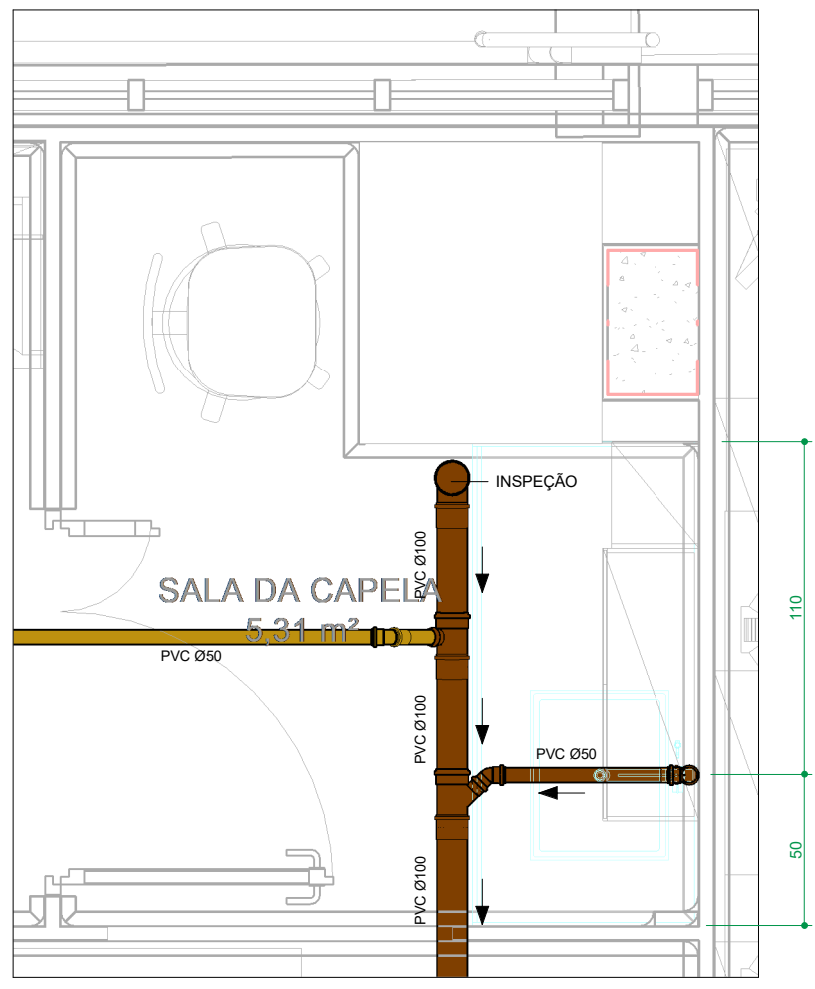 INSPEÇÃO
PVC Ø100
SALA DA CAPELA
5,31 m²
110
PVC Ø50
PVC Ø100
PVC Ø50
50
PVC Ø100